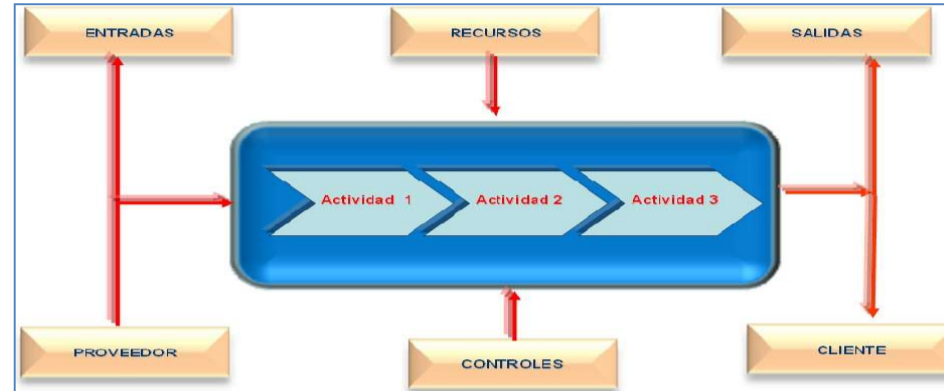 ENTRADAS
RECURSOS
SALIDAS
Actividad 1
Actividad 2
Actividad 3
PROVEEDOR
CONTROLES
CLIENTE